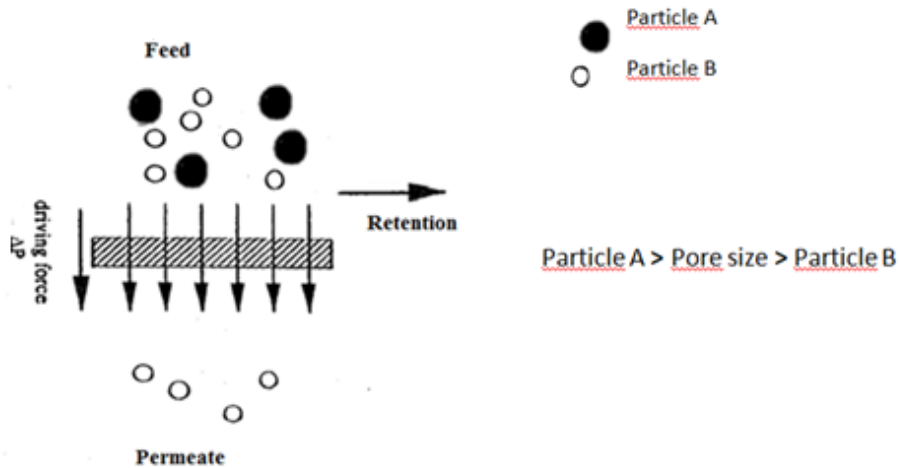 Particle A
Feed
Particle B
Retention
driving force
ΔP
Particle A > Pore size > Particle B
Permeate